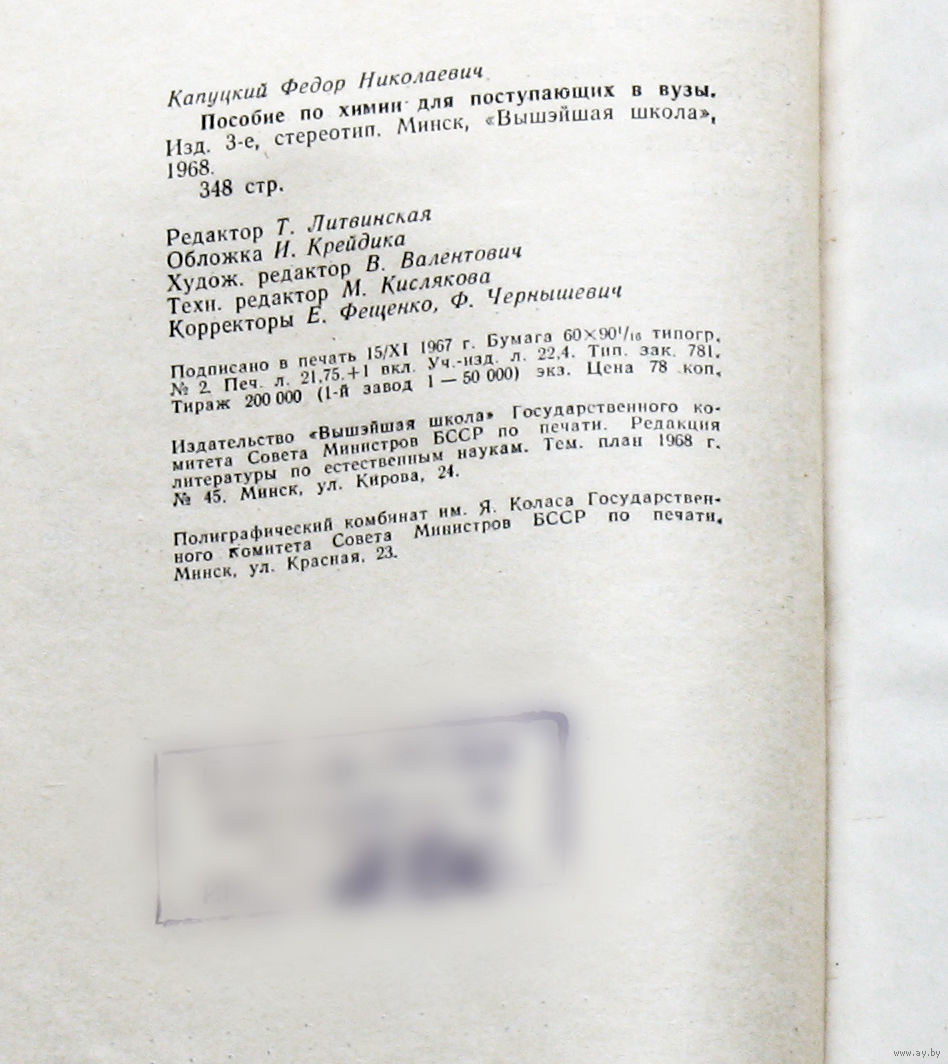 Капуцкий Федор Николаевич
Пособие по химии для поступающих в вузы.
Изд. 3-е, стереотип. Минск, «Вышэйшая школа»,
1968.
348 стр.
Редактор Т. Литвинская
Обложка И. Крейдика
Худож. редактор В. Валентович
Техн. редактор М. Кислякова
Корректоры Е. Фещенко, Ф. Чернышевич
Подписано в печать 15/XI 1967 г. Бумага 60×90¹/₁₆ типогр.
№ 2. Печ. л. 21,75.+1 вкл. Уч.-изд. л. 22,4. Тип. зак. 781.
Тираж 200 000 (1-й завод 1 — 50 000) экз. Цена 78 коп.
Издательство «Вышэйшая школа» Государственного ко-
митета Совета Министров БССР по печати. Редакция
литературы по естественным наукам. Тем. план 1968 г.
№ 45. Минск, ул. Кирова, 24.
Полиграфический комбинат им. Я. Коласа Государствен-
ного комитета Совета Министров БССР по печати.
Минск, ул. Красная, 23.
www.ay.by